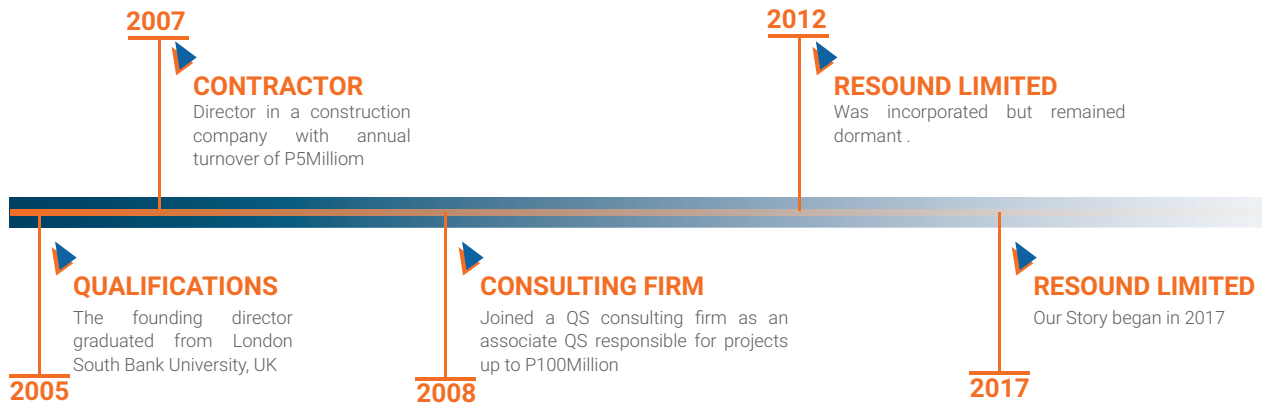 2007
CONTRACTOR
Director in a construction
company with annual
turnover of P5Milliom
2012
RESOUND LIMITED
Was incorporated but remained
dormant .
QUALIFICATIONS
The founding director
graduated from London
South Bank University, UK
2005
CONSULTING FIRM
Joined a QS consulting firm as an
associate QS responsible for projects
up to P100Million
2008
RESOUND LIMITED
Our Story began in 2017
2017